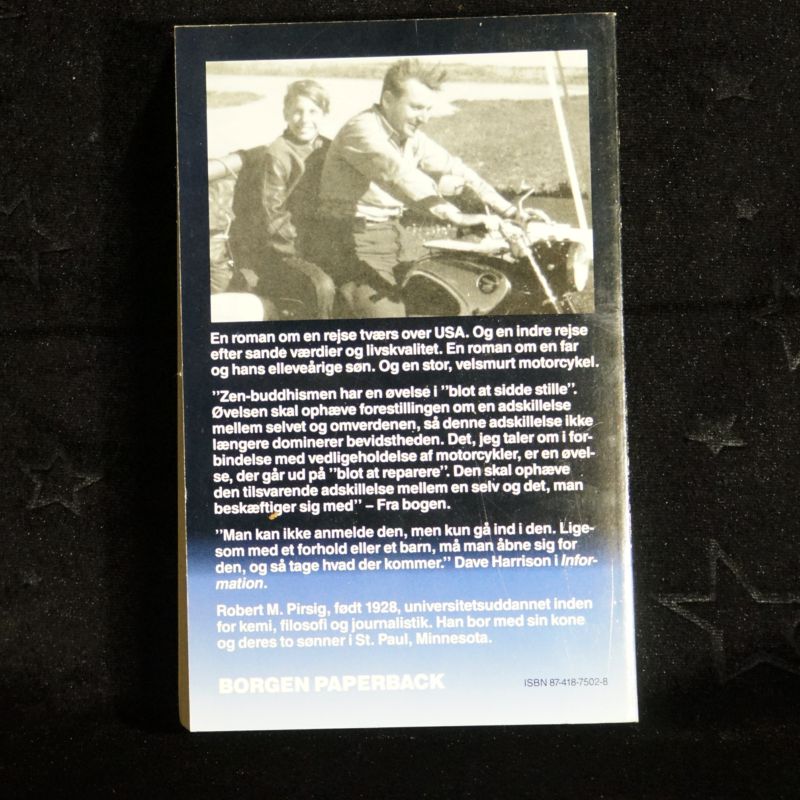 En roman om en rejse tværs over USA. Og en indre rejse
efter sande værdier og livskvalitet. En roman om en far
og hans elleveårige søn. Og en stor, velsmurt motorcykel.
"Zen-buddhismen har en øvelse i "blot at sidde stille".
Øvelsen skal ophæve forestillingen om en adskillelse
mellem selvet og omverdenen, så denne adskillelse ikke
længere dominerer bevidstheden. Det, jeg taler om i for-
bindelse med vedligeholdelse af motorcykler, er en øvel-
se, der går ud på "blot at reparere". Den skal ophæve
den tilsvarende adskillelse mellem en selv og det, man
beskæftiger sig med" – Fra bogen.
"Man kan ikke anmelde den, men kun gå ind i den. Lige-
som med et forhold eller et barn, må man åbne sig for
den, og så tage hvad der kommer." Dave Harrison i Infor-
mation.
Robert M. Pirsig, født 1928, universitetsuddannet inden
for kemi, filosofi og journalistik. Han bor med sin kone
og deres to sønner i St. Paul, Minnesota.
BORGEN PAPERBACK
ISBN 87-418-7502-8